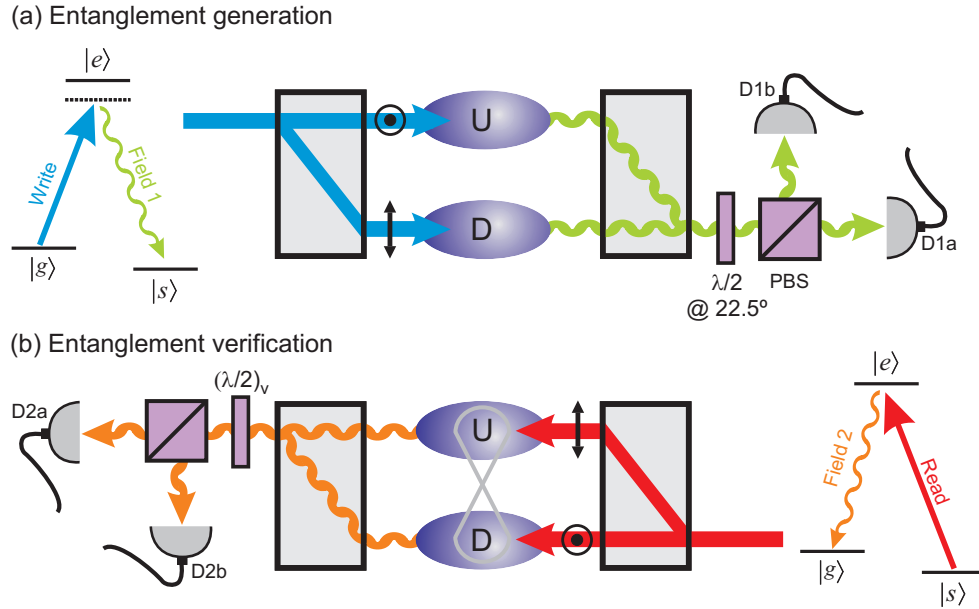 (a) Entanglement generation
|e⟩
Write
Field 1
|g⟩
|s⟩
U
D
D1b
D1a
λ/2
@ 22.5º
PBS
(b) Entanglement verification
D2a
(λ/2)v
D2b
U
D
|e⟩
Field 2
Read
|g⟩
|s⟩